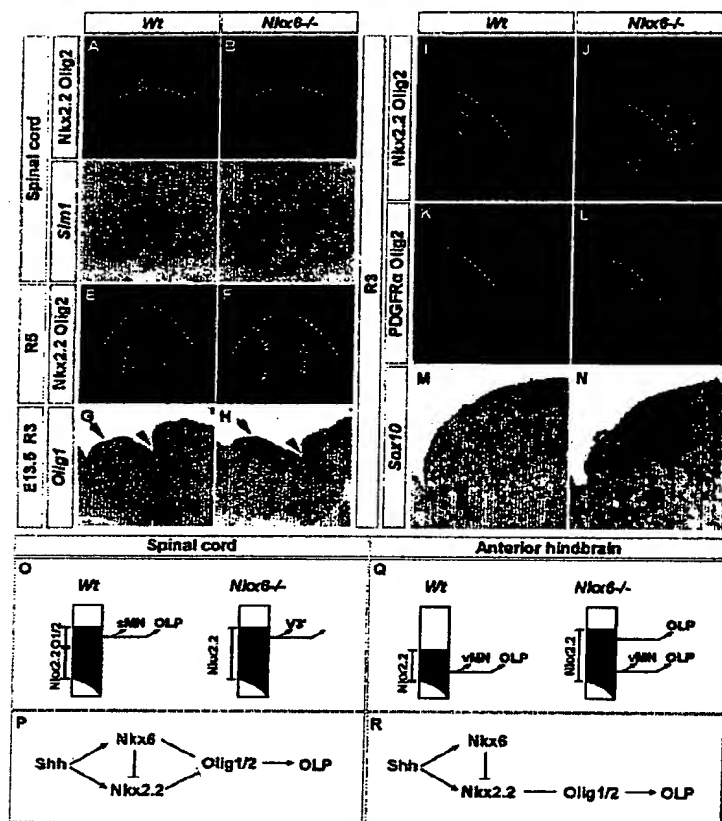 Wt Nkx6-/- Wt Nkx6-/-
Spinal cord
Nkx2.2 Olig2
A B
Sim1
R5
Nkx2.2 Olig2
E F
E13.5 R3
Olig1
G H
R3
Nkx2.2 Olig2
I J
PDGFRα Olig2
K L
Sox10
M N
Spinal cord
O
Wt Nkx6-/-
Nkx2.2 O1/2
sMN OLP
Nkx2.2
V3*
P
Shh
Nkx6
Nkx2.2
Olig1/2
OLP
Anterior hindbrain
Q
Wt Nkx6-/-
Nkx2.2
vMN OLP
Nkx2.2
OLP
vMN OLP
R
Shh
Nkx6
Nkx2.2
Olig1/2
OLP